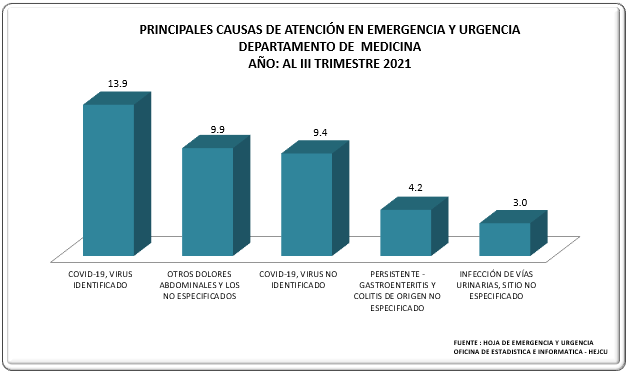 PRINCIPALES CAUSAS DE ATENCIÓN EN EMERGENCIA Y URGENCIA
DEPARTAMENTO DE MEDICINA
AÑO: AL III TRIMESTRE 2021
13.9
9.9
9.4
4.2
3.0
COVID-19, VIRUS
IDENTIFICADO
OTROS DOLORES
ABDOMINALES Y LOS
NO ESPECIFICADOS
COVID-19, VIRUS NO
IDENTIFICADO
PERSISTENTE -
GASTROENTERITIS Y
COLITIS DE ORIGEN NO
ESPECIFICADO
INFECCIÓN DE VÍAS
URINARIAS, SITIO NO
ESPECIFICADO
FUENTE : HOJA DE EMERGENCIA Y URGENCIA
OFICINA DE ESTADISTICA E INFORMATICA - HEJCU